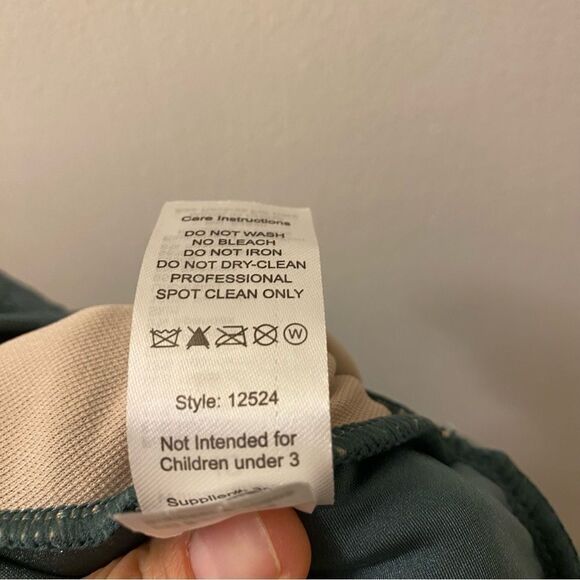 Care Instructions
DO NOT WASH
NO BLEACH
DO NOT IRON
DO NOT DRY-CLEAN
PROFESSIONAL
SPOT CLEAN ONLY
W
Style: 12524
Not Intended for
Children under 3
Supplier#: